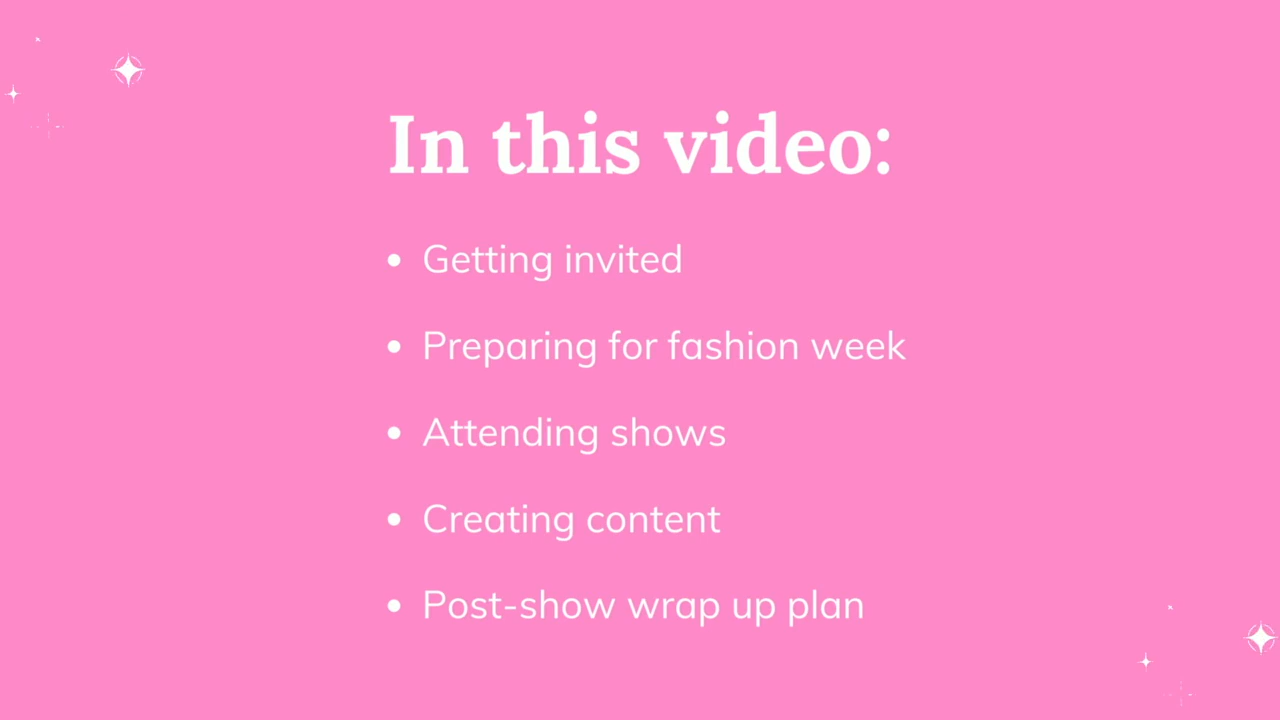 In this video:
• Getting invited
• Preparing for fashion week
• Attending shows
• Creating content
• Post-show wrap up plan